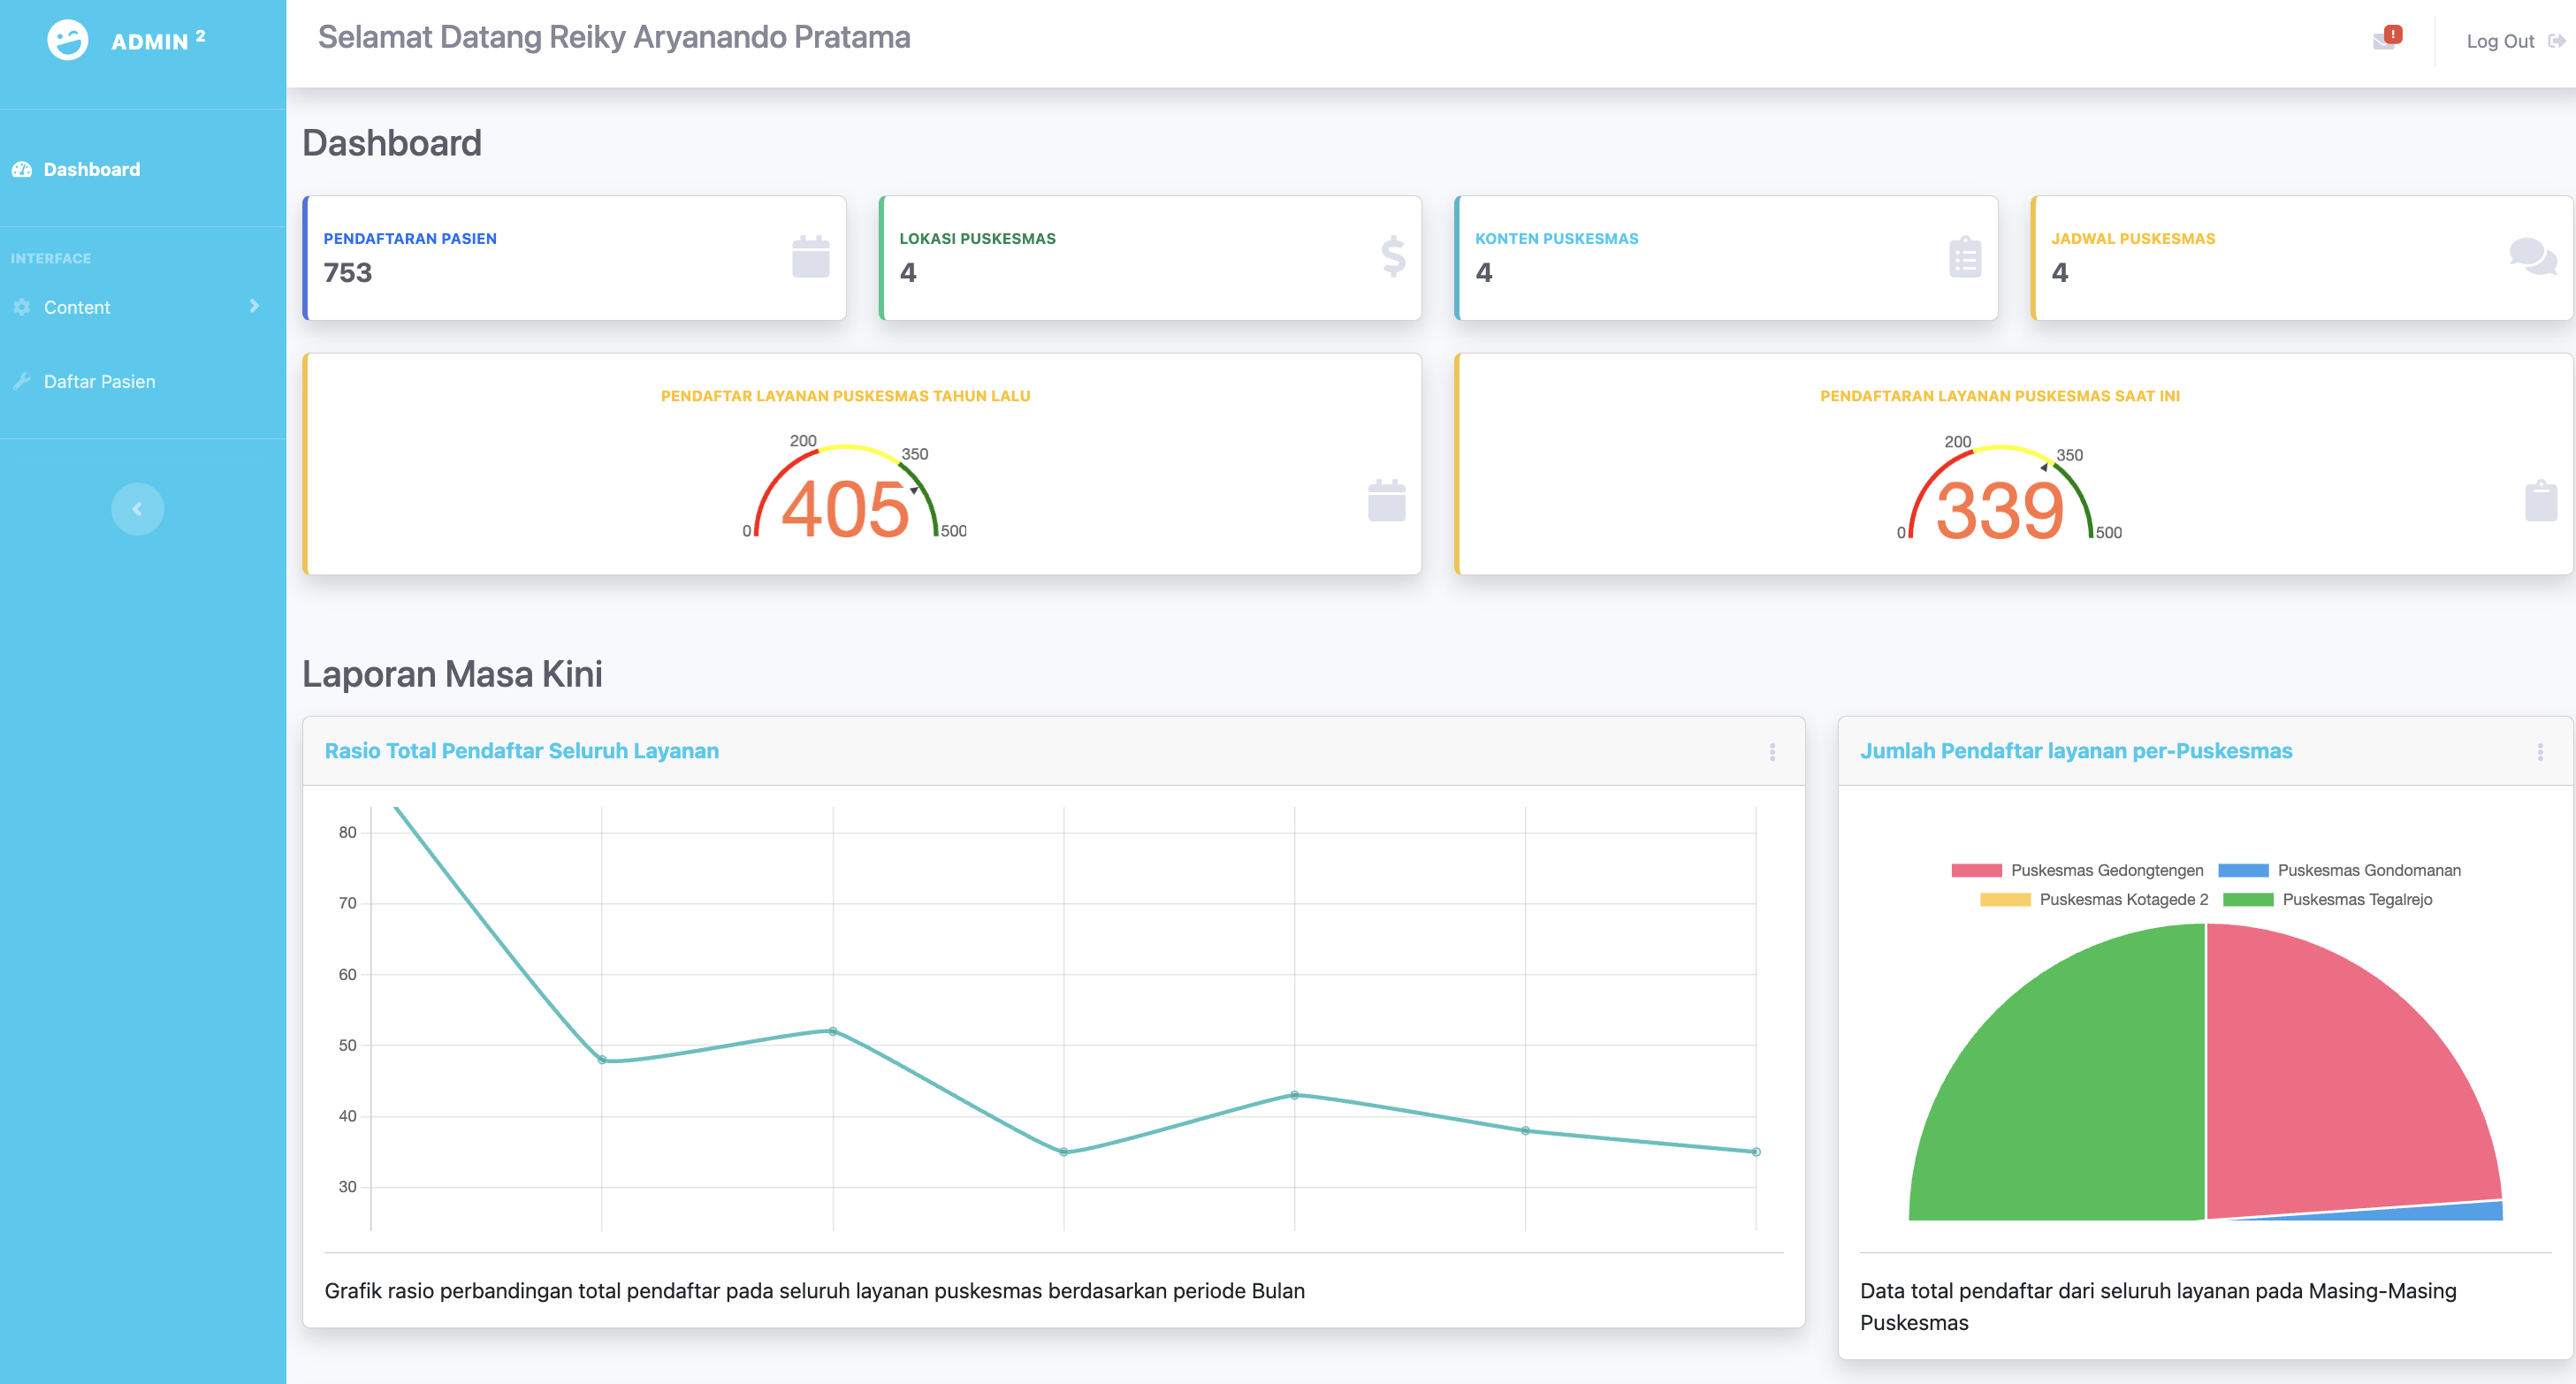 ADMIN 2
Selamat Datang Reiky Aryanando Pratama
!
Log Out
Dashboard
INTERFACE
Content
Daftar Pasien
Dashboard
PENDAFTARAN PASIEN
753
LOKASI PUSKESMAS
4
KONTEN PUSKESMAS
4
JADWAL PUSKESMAS
4
PENDAFTAR LAYANAN PUSKESMAS TAHUN LALU
200
350
405
0
500
PENDAFTARAN LAYANAN PUSKESMAS SAAT INI
200
350
339
0
500
Laporan Masa Kini
Rasio Total Pendaftar Seluruh Layanan
80
70
60
50
40
30
Grafik rasio perbandingan total pendaftar pada seluruh layanan puskesmas berdasarkan periode Bulan
Jumlah Pendaftar layanan per-Puskesmas
Puskesmas Gedongtengen Puskesmas Gondomanan
Puskesmas Kotagede 2 Puskesmas Tegalrejo
Data total pendaftar dari seluruh layanan pada Masing-Masing
Puskesmas